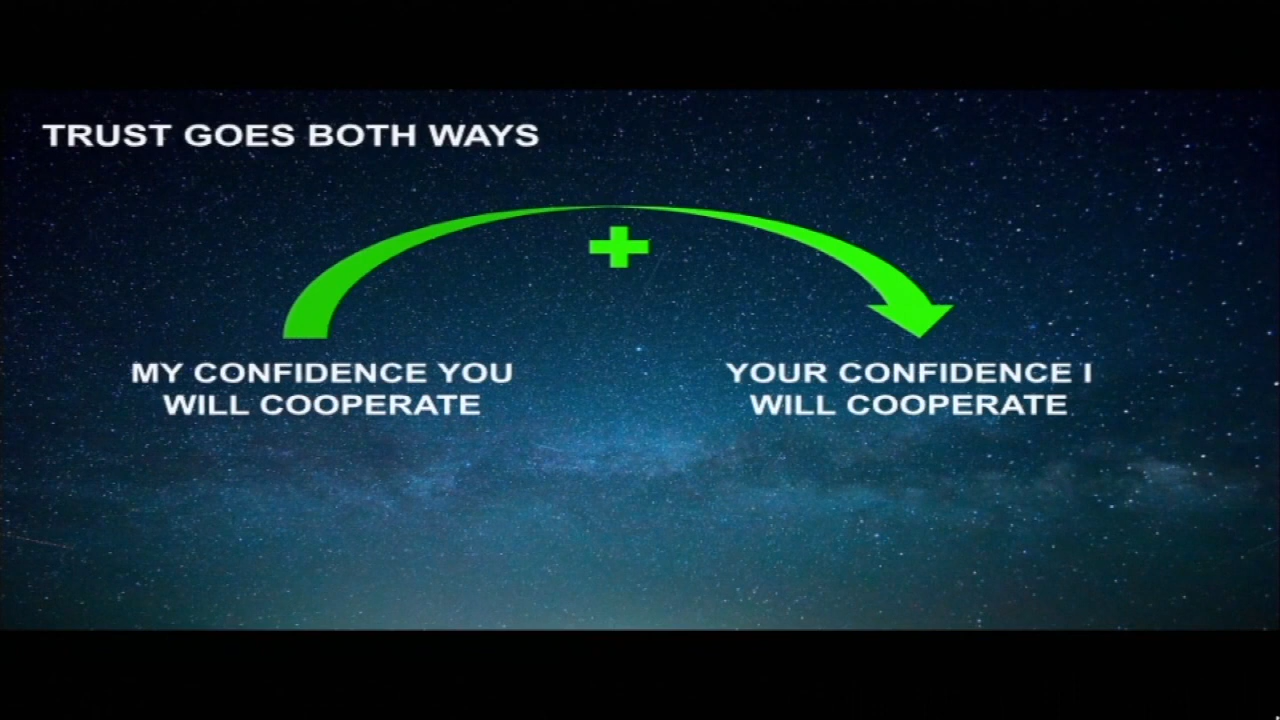 TRUST GOES BOTH WAYS
MY CONFIDENCE YOU
WILL COOPERATE
YOUR CONFIDENCE I
WILL COOPERATE